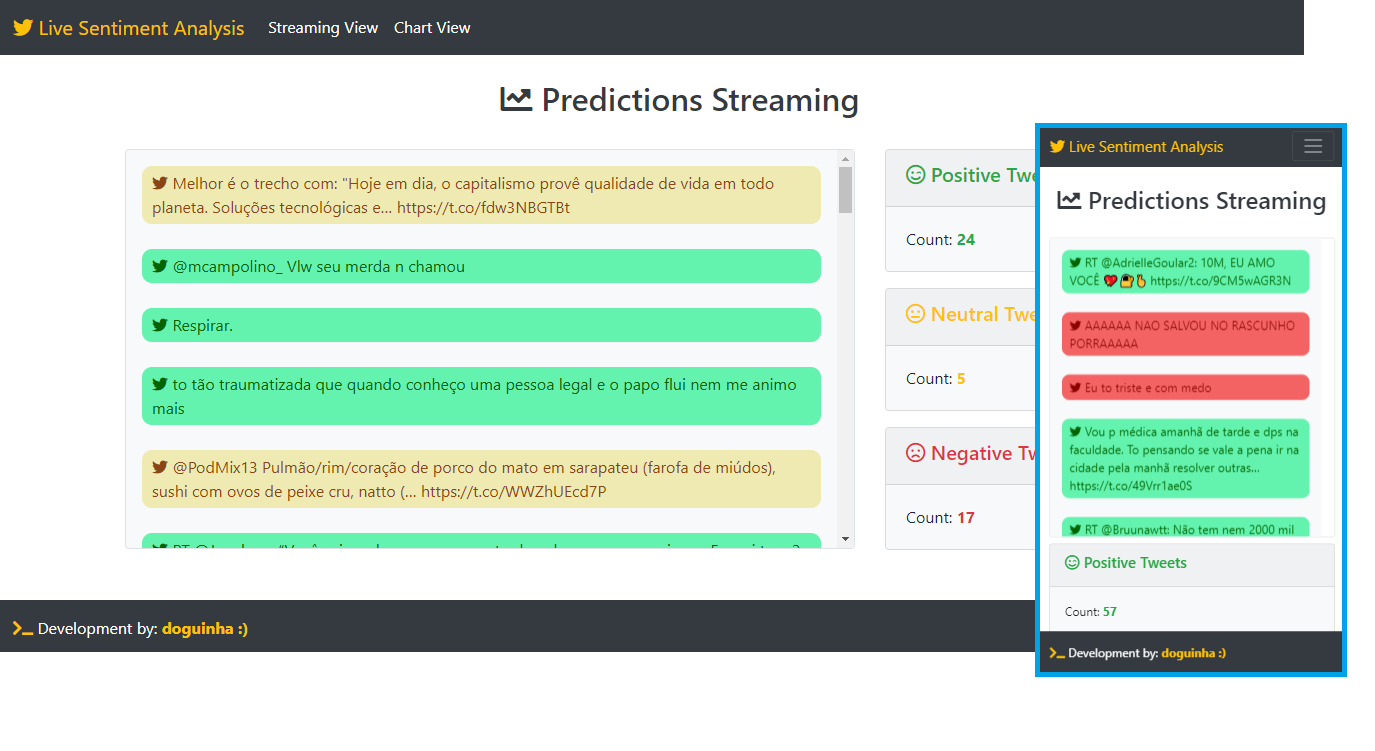 Live Sentiment Analysis Streaming View Chart View
Predictions Streaming
Melhor é o trecho com: "Hoje em dia, o capitalismo provê qualidade de vida em todo
planeta. Soluções tecnológicas e... https://t.co/fdw3NBGTBt
@mcampolino_ Vlw seu merda n chamou
Respirar.
to tão traumatizada que quando conheço uma pessoa legal e o papo flui nem me animo
mais
@PodMix13 Pulmão/rim/coração de porco do mato em sarapateu (farofa de miúdos),
sushi com ovos de peixe cru, natto (... https://t.co/WWZhUEcd7P
Positive Twe
Count: 24
Neutral Twe
Count: 5
Negative Tw
Count: 17
Development by: doguinha :)
Live Sentiment Analysis
Predictions Streaming
RT @AdrielleGoular2: 10M, EU AMO
VOCÊ ❤️ https://t.co/9CM5wAGR3N
AAAAAA NAO SALVOU NO RASCUNHO
PORRAAAAA
Eu to triste e com medo
Vou p médica amanhã de tarde e dps na
faculdade. To pensando se vale a pena ir na
cidade pela manhã resolver outras...
https://t.co/49Vrr1ae0S
RT @Bruunawtt: Não tem nem 2000 mil
Positive Tweets
Count: 57
Development by: doguinha :)